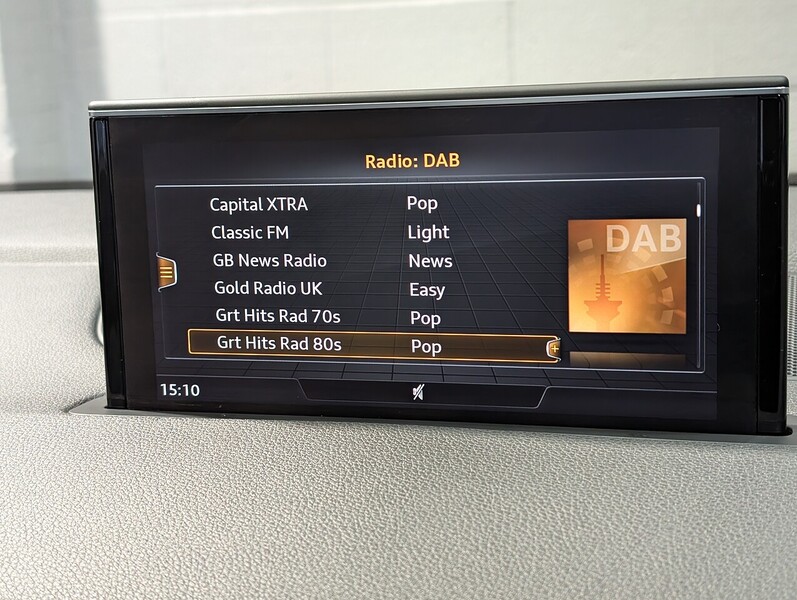 Radio: DAB
Capital XTRA Pop
Classic FM Light
GB News Radio News
Gold Radio UK Easy
Grt Hits Rad 70s Pop
Grt Hits Rad 80s Pop
DAB
15:10